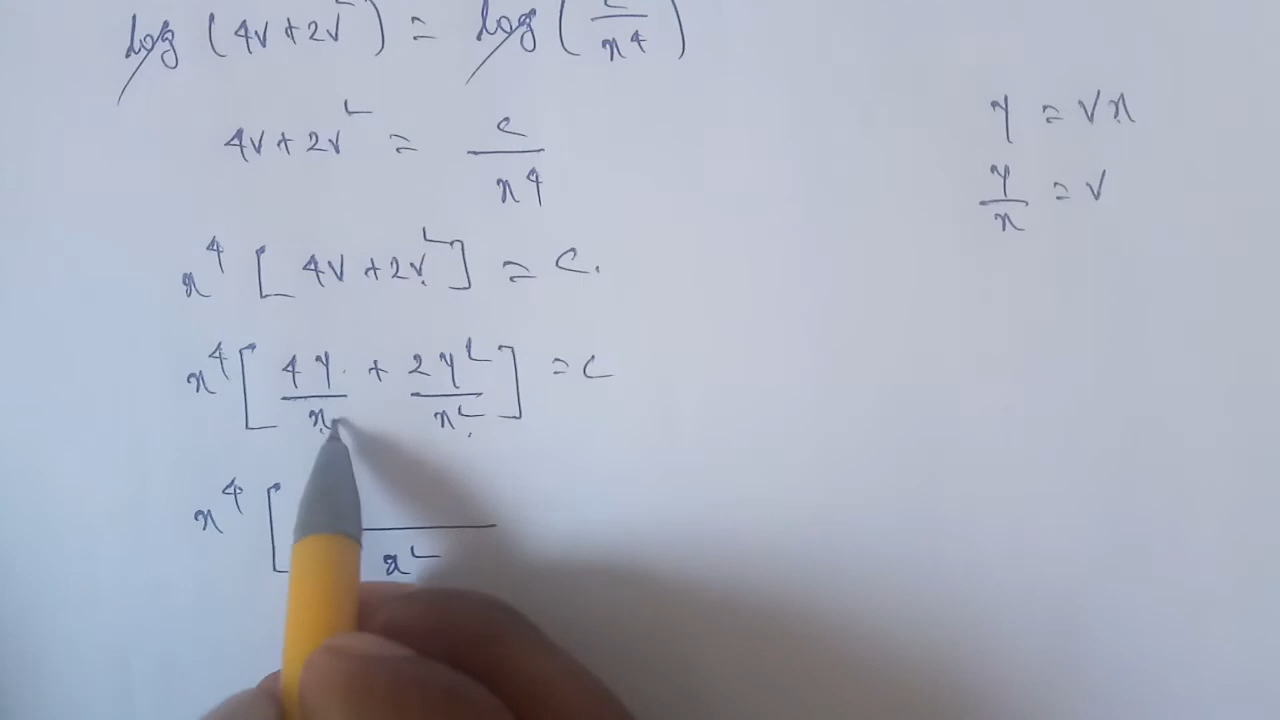 log (4v + 2v²) = log (c/x⁴)
4v + 2v² = c/x⁴
x⁴ [4v + 2v²] = c.
x⁴ [4y/x + 2y²/x²] = c
x⁴ [ /x²
y = vx
y/x = v